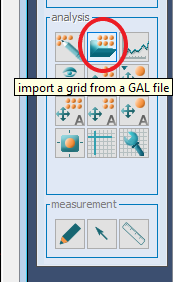 analysis
import a grid from a GAL file
A
A
measurement